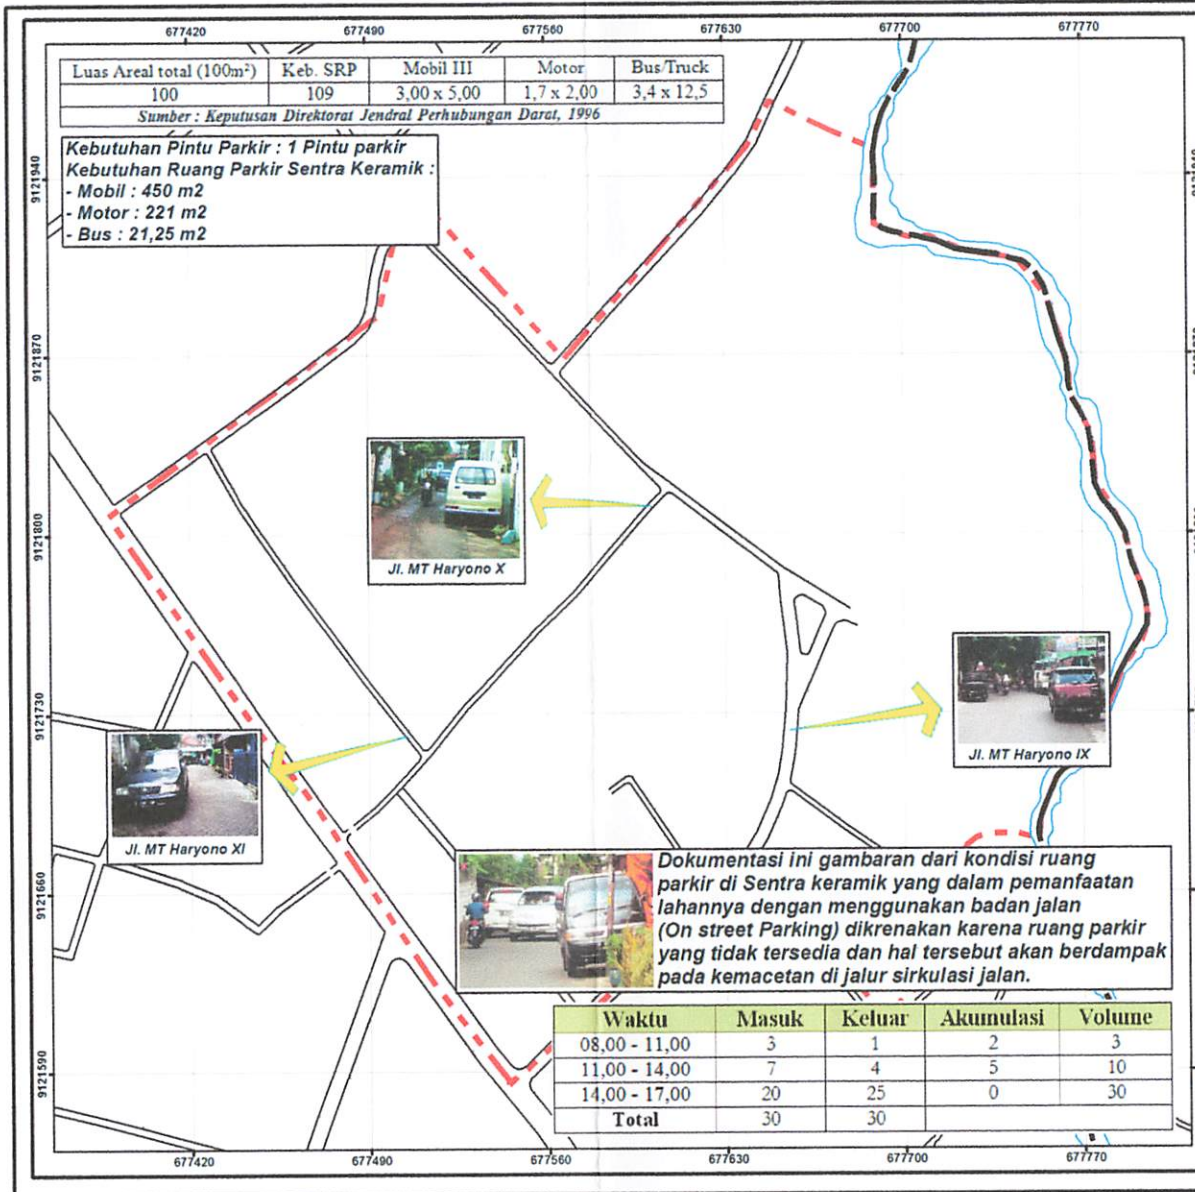 677420 677490 677560 677630 677700 677770
Luas Areal total (100m²) Keb. SRP Mobil III Motor Bus/Truck
100 109 3,00 x 5,00 1,7 x 2,00 3,4 x 12,5
Sumber : Keputusan Direktorat Jendral Perhubungan Darat, 1996
Kebutuhan Pintu Parkir : 1 Pintu parkir
Kebutuhan Ruang Parkir Sentra Keramik :
- Mobil : 450 m2
- Motor : 221 m2
- Bus : 21,25 m2
9121940
9121870
9121800
9121730
9121660
9121590
Jl. MT Haryono X
Jl. MT Haryono IX
Jl. MT Haryono XI
Dokumentasi ini gambaran dari kondisi ruang
parkir di Sentra keramik yang dalam pemanfaatan
lahannya dengan menggunakan badan jalan
(On street Parking) dikrenakan karena ruang parkir
yang tidak tersedia dan hal tersebut akan berdampak
pada kemacetan di jalur sirkulasi jalan.
Waktu Masuk Keluar Akumulasi Volume
08,00 - 11,00 3 1 2 3
11,00 - 14,00 7 4 5 10
14,00 - 17,00 20 25 0 30
Total 30 30
677420 677490 677560 677630 677700 677770